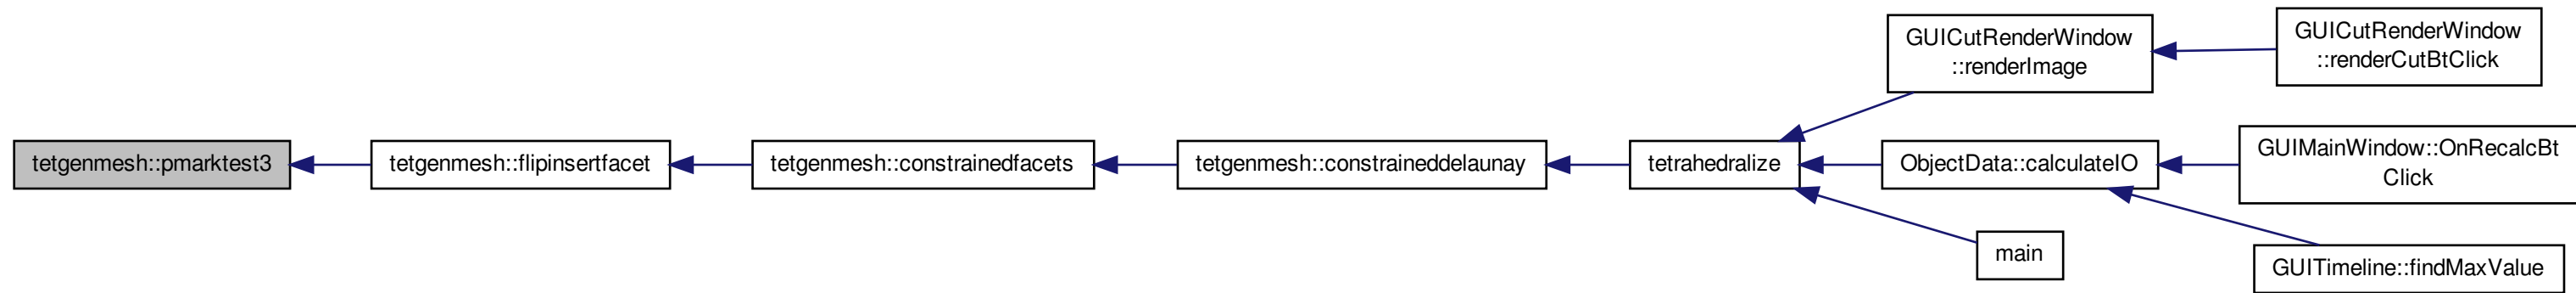 tetgenmesh::pmarktest3
tetgenmesh::flipinsertfacet
tetgenmesh::constrainedfacets
tetgenmesh::constraineddelaunay
tetrahedralize
GUICutRenderWindow
::renderImage
GUICutRenderWindow
::renderCutBtClick
ObjectData::calculateIO
GUIMainWindow::OnRecalcBt
Click
main
GUITimeline::findMaxValue